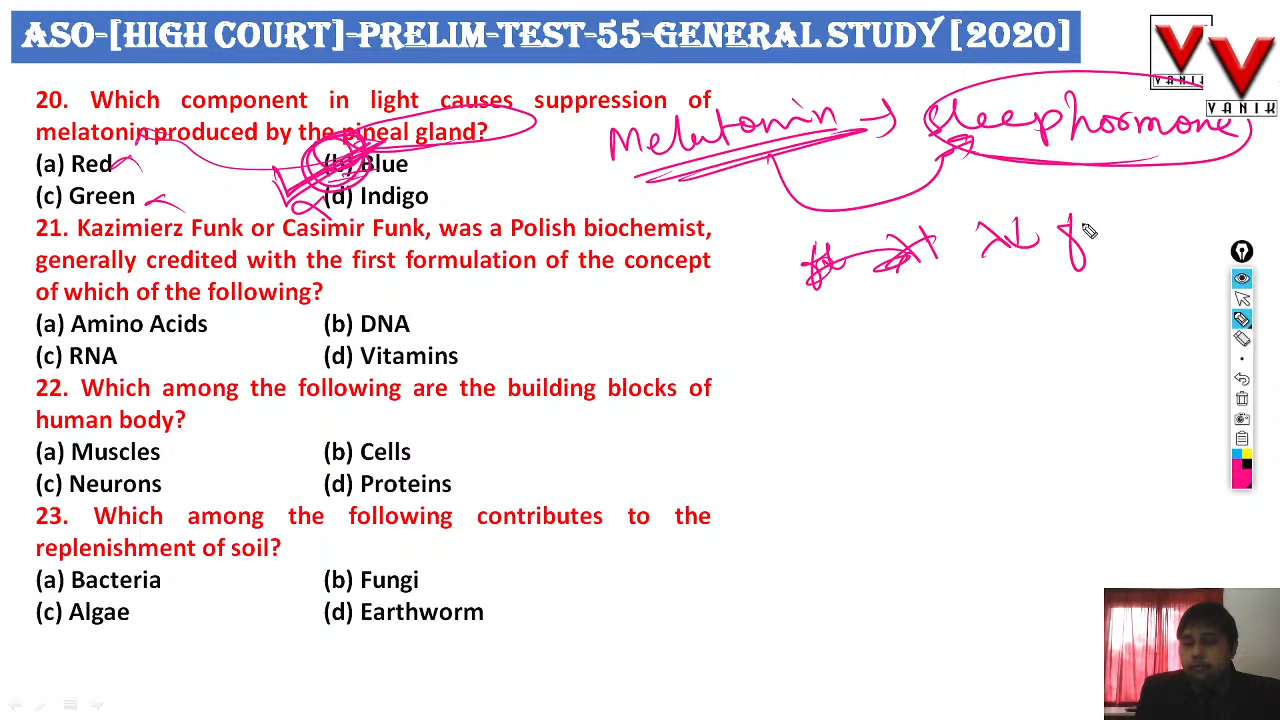 ASO-[HIGH COURT]-PRELIM-TEST-55-GENERAL STUDY [2020]
V VANIK
V VANIK
20. Which component in light causes suppression of
melatonin produced by the pineal gland?
(a) Red (b) Blue
(c) Green (d) Indigo
Melatonin → sleep hormone
21. Kazimierz Funk or Casimir Funk, was a Polish biochemist,
generally credited with the first formulation of the concept
of which of the following?
(a) Amino Acids (b) DNA
(c) RNA (d) Vitamins
22. Which among the following are the building blocks of
human body?
(a) Muscles (b) Cells
(c) Neurons (d) Proteins
23. Which among the following contributes to the
replenishment of soil?
(a) Bacteria (b) Fungi
(c) Algae (d) Earthworm
λ↓ f